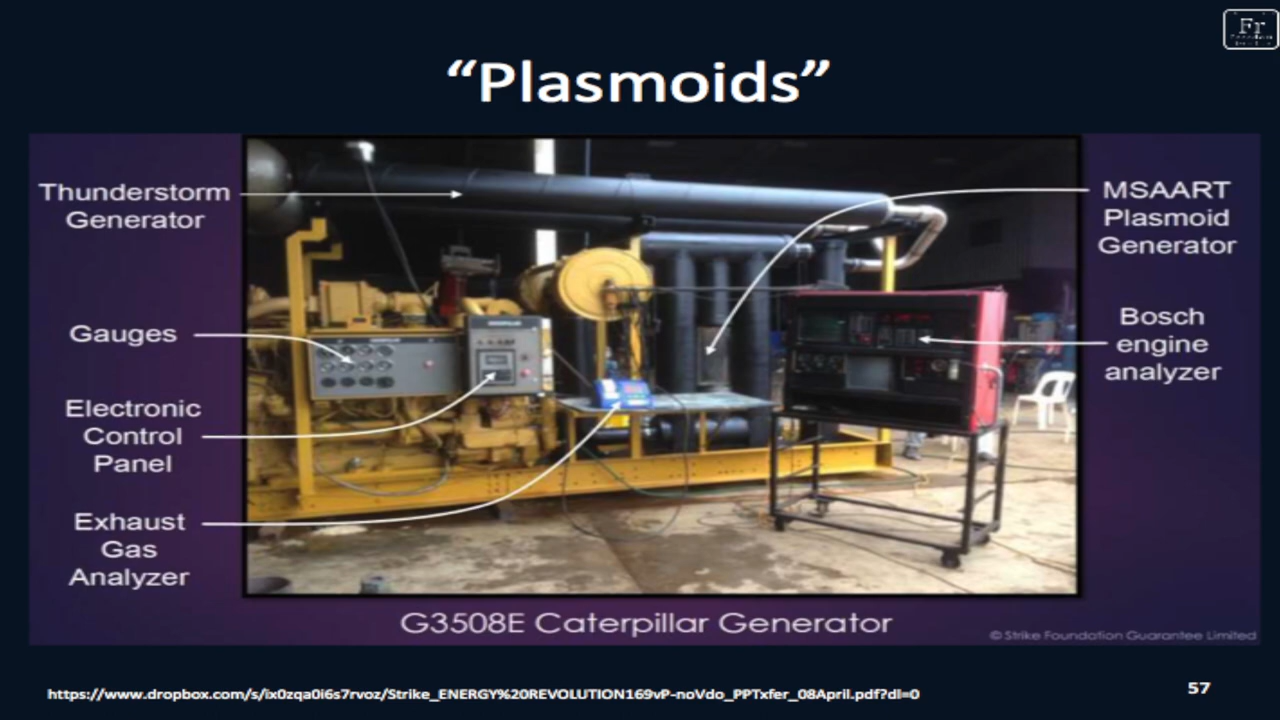 Fr
“Plasmoids”
Thunderstorm
Generator
Gauges
Electronic
Control
Panel
Exhaust
Gas
Analyzer
MSAART
Plasmoid
Generator
Bosch
engine
analyzer
G3508E Caterpillar Generator
© Strike Foundation Guarantee Limited
https://www.dropbox.com/s/ix0zqa0i6s7rvoz/Strike_ENERGY%20REVOLUTION169vP-noVdo_PPTxfer_08April.pdf?dl=0
57